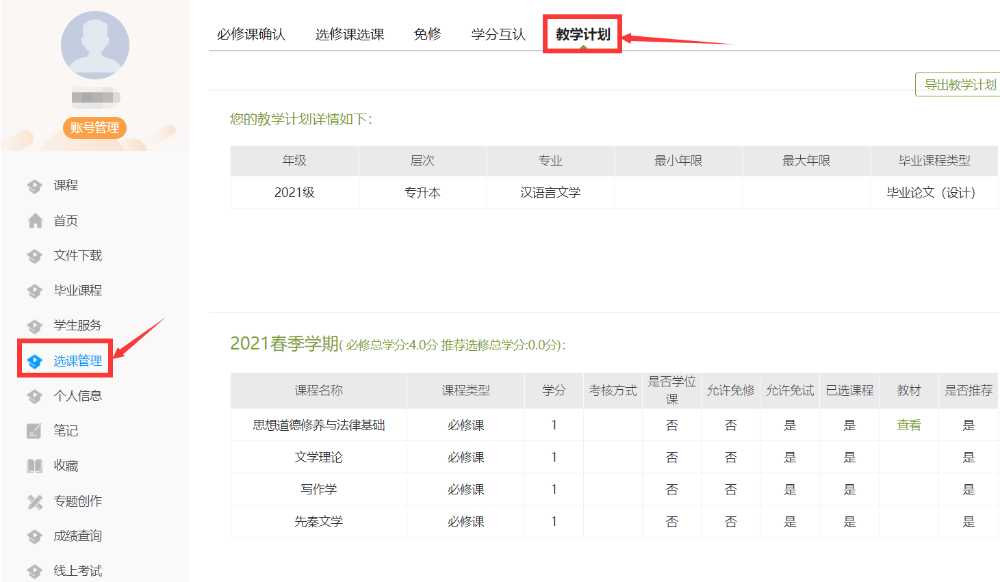 账号管理
课程
首页
文件下载
毕业课程
学生服务
选课管理
个人信息
笔记
收藏
专题创作
成绩查询
线上考试
必修课确认 选修课选课 免修 学分互认 教学计划
导出教学计划
您的教学计划详情如下：
年级 层次 专业 最小年限 最大年限 毕业课程类型
2021级 专升本 汉语言文学 毕业论文（设计）
2021春季学期( 必修总学分:4.0分 推荐选修总学分:0.0分)：
课程名称 课程类型 学分 考核方式 是否学位课 允许免修 允许免试 已选课程 教材 是否推荐
思想道德修养与法律基础 必修课 1 否 否 是 是 查看 是
文学理论 必修课 1 否 否 是 是 是
写作学 必修课 1 否 否 是 是 是
先秦文学 必修课 1 否 否 是 是 是